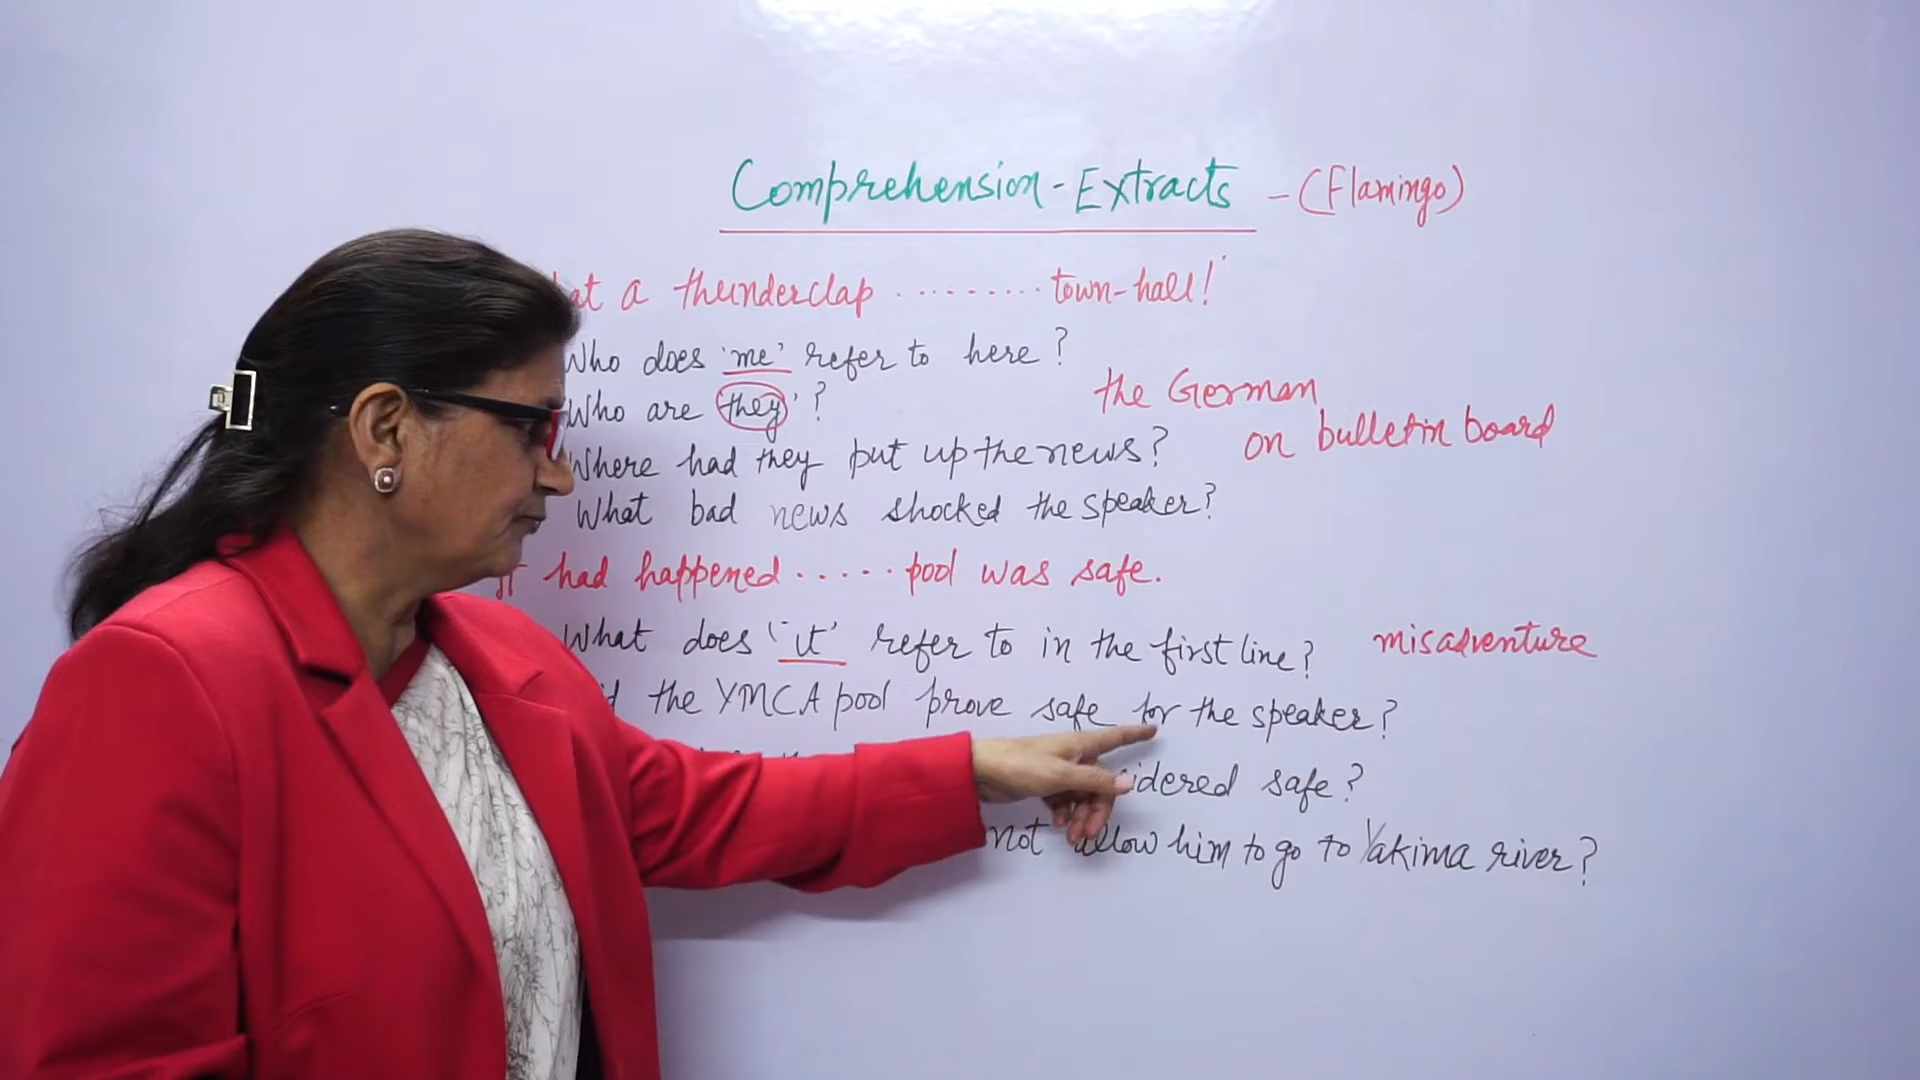 Comprehension - Extracts - (Flamingo)
a thunderclap ......... town-hall!
Who does 'me' refer to here?
Who are 'they'?
the German
Where had they put up the news?
on bulletin board
What bad news shocked the speaker?
It had happened ..... pool was safe.
What does 'it' refer to in the first line?
misadventure
the YMCA pool prove safe for the speaker?
safe?
not allow him to go to Yakima river?